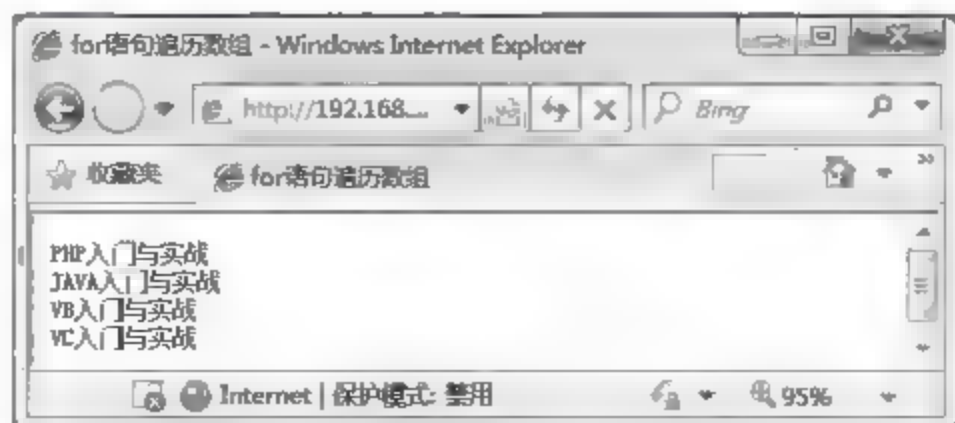 for语句遍历数组 - Windows Internet Explorer
http://192.168....
Bing
收藏夹
for语句遍历数组
PHP入门与实战
JAVA入门与实战
VB入门与实战
VC入门与实战
Internet | 保护模式: 禁用
95%